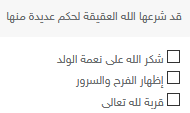 قد شرعها الله العقيقة لحكم عديدة منها
شكر الله على نعمة الولد
إظهار الفرح والسرور
قربة لله تعالى